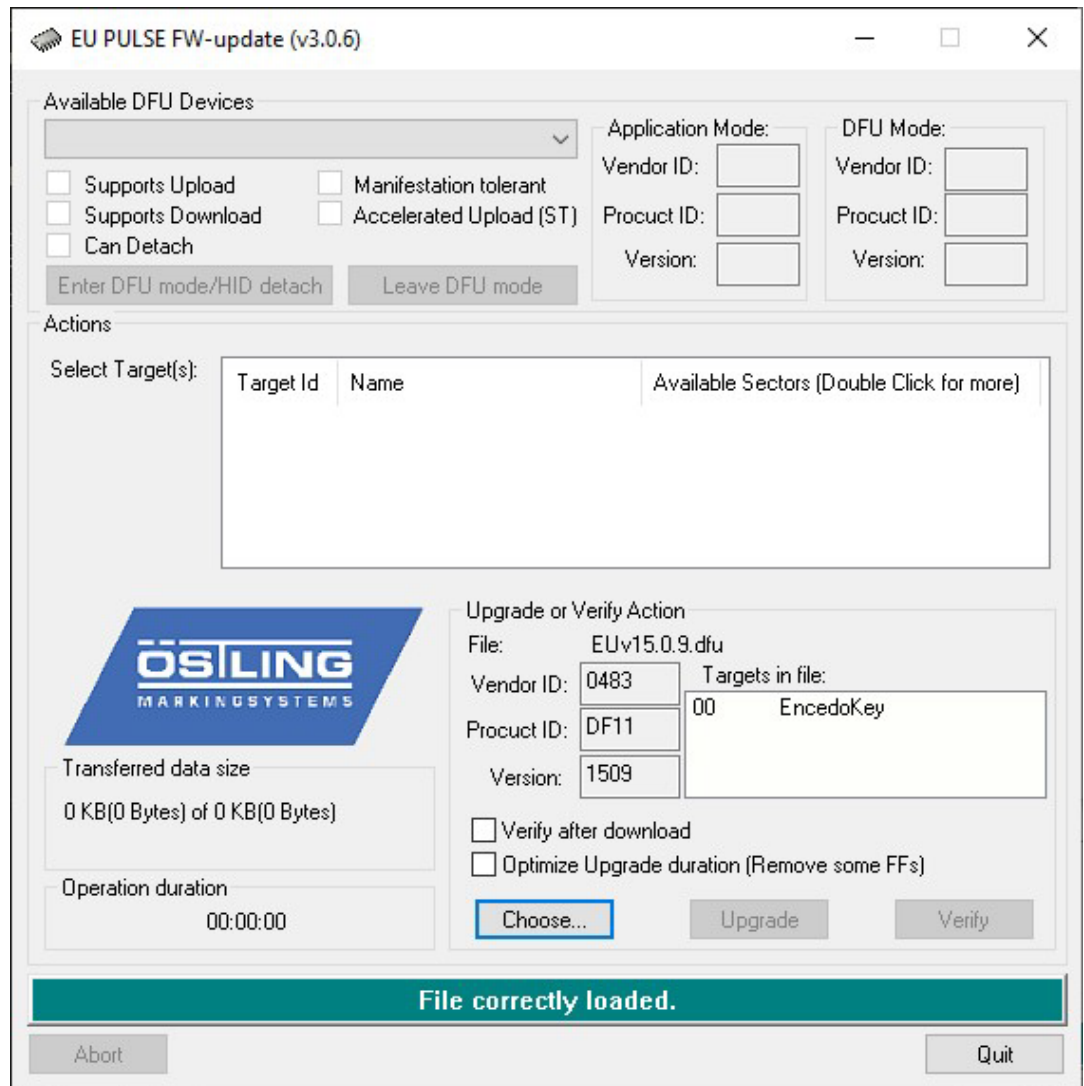 EU PULSE FW-update (v3.0.6)
Available DFU Devices
Supports Upload
Manifestation tolerant
Supports Download
Accelerated Upload (ST)
Can Detach
Enter DFU mode/HID detach
Leave DFU mode
Application Mode:
Vendor ID:
Procuct ID:
Version:
DFU Mode:
Vendor ID:
Procuct ID:
Version:
Actions
Select Target(s):
Target Id Name Available Sectors (Double Click for more)
ÖSTLING
MARKINGSYSTEMS
Transferred data size
0 KB(0 Bytes) of 0 KB(0 Bytes)
Operation duration
00:00:00
Upgrade or Verify Action
File: EUv15.0.9.dfu
Vendor ID: 0483
Procuct ID: DF11
Version: 1509
Targets in file:
00 EncedoKey
Verify after download
Optimize Upgrade duration (Remove some FFs)
Choose...
Upgrade
Verify
File correctly loaded.
Abort
Quit